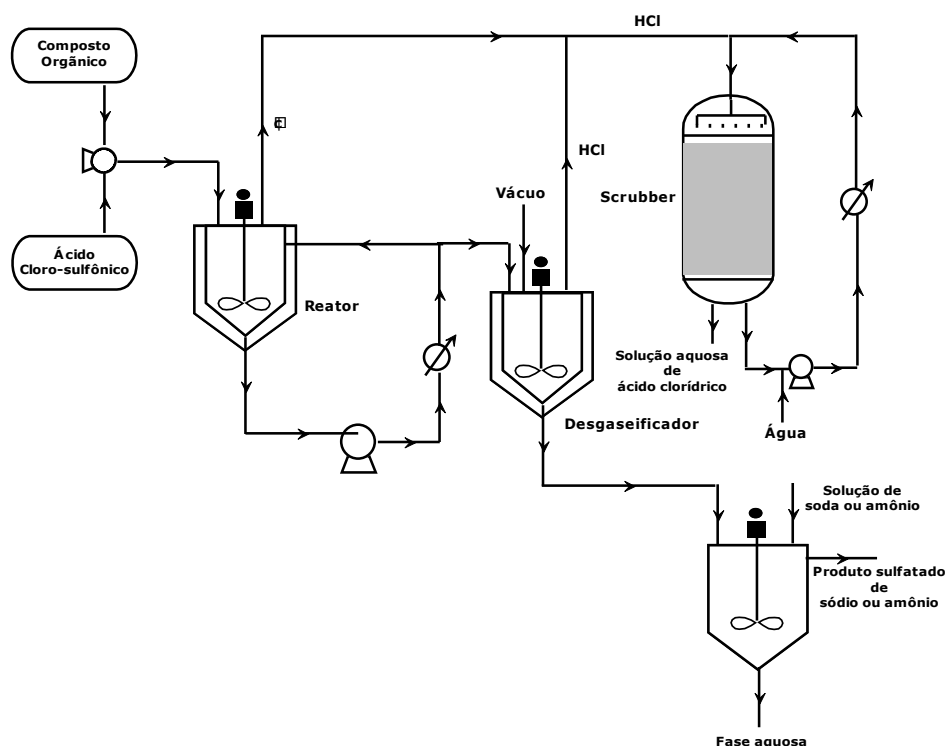 HCl
Composto
Orgãnico
HCl
Vácuo
Scrubber
Ácido
Cloro-sulfônico
Reator
Solução aquosa
de
ácido clorídrico
Desgaseificador
Água
Solução de
soda ou amônio
Produto sulfatado
de
sódio ou amônio
Fase aquosa